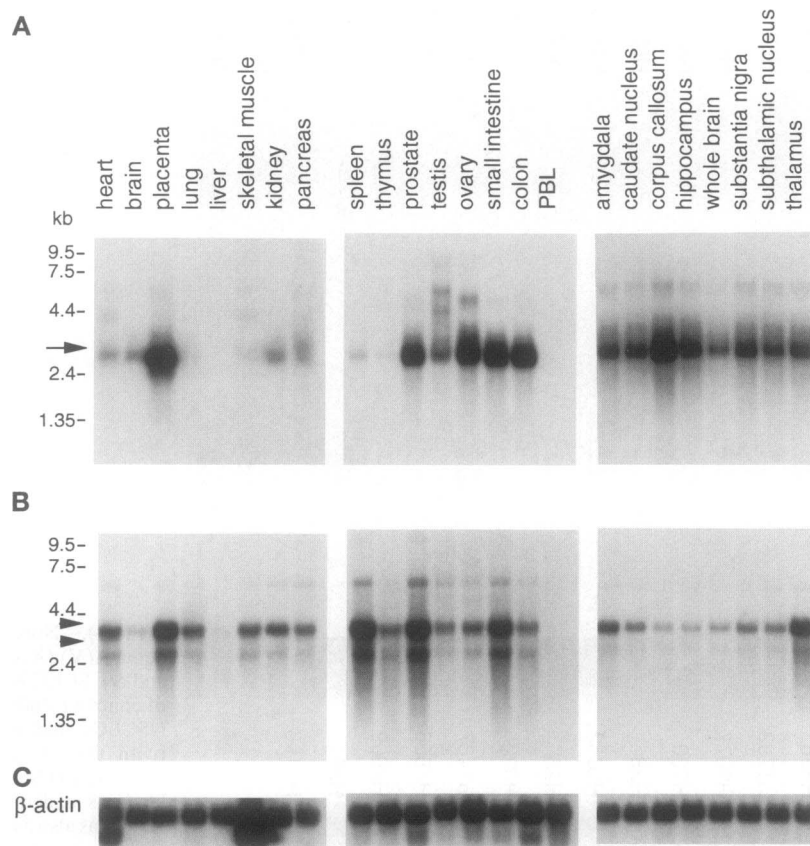 A
heart
brain
placenta
lung
liver
skeletal muscle
kidney
pancreas
spleen
thymus
prostate
testis
ovary
small intestine
colon
PBL
amygdala
caudate nucleus
corpus callosum
hippocampus
whole brain
substantia nigra
subthalamic nucleus
thalamus
kb
9.5-
7.5-
4.4-
2.4-
1.35-
B
9.5-
7.5-
4.4-
2.4-
1.35-
C
β-actin